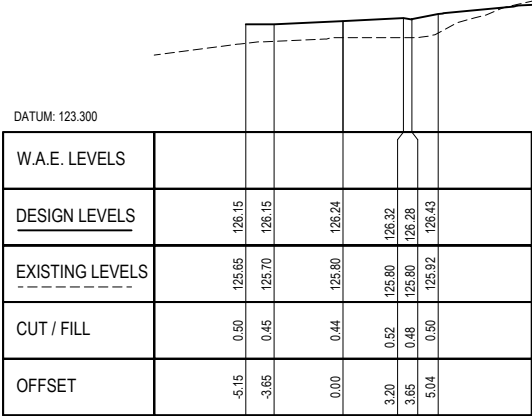 DATUM: 123.300
W.A.E. LEVELS
DESIGN LEVELS 126.15 126.15 126.24 126.32 126.28 126.43
EXISTING LEVELS 125.65 125.70 125.80 125.80 125.80 125.92
CUT / FILL 0.50 0.45 0.44 0.52 0.48 0.50
OFFSET -5.15 -3.65 0.00 3.20 3.65 5.04